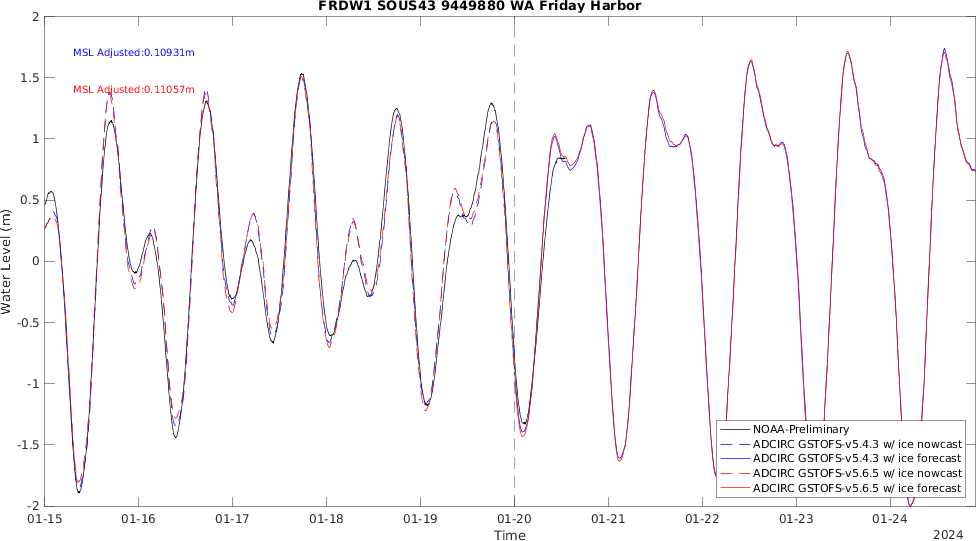 FRDW1 SOUS43 9449880 WA Friday Harbor
MSL Adjusted:0.10931m
MSL Adjusted:0.11057m
Water Level (m)
2
1.5
1
0.5
0
-0.5
-1
-1.5
-2
NOAA-Preliminary
ADCIRC GSTOFS-v5.4.3 w/ ice nowcast
ADCIRC GSTOFS-v5.4.3 w/ ice forecast
ADCIRC GSTOFS-v5.6.5 w/ ice nowcast
ADCIRC GSTOFS-v5.6.5 w/ ice forecast
01-15 01-16 01-17 01-18 01-19 01-20 01-21 01-22 01-23 01-24
Time
2024